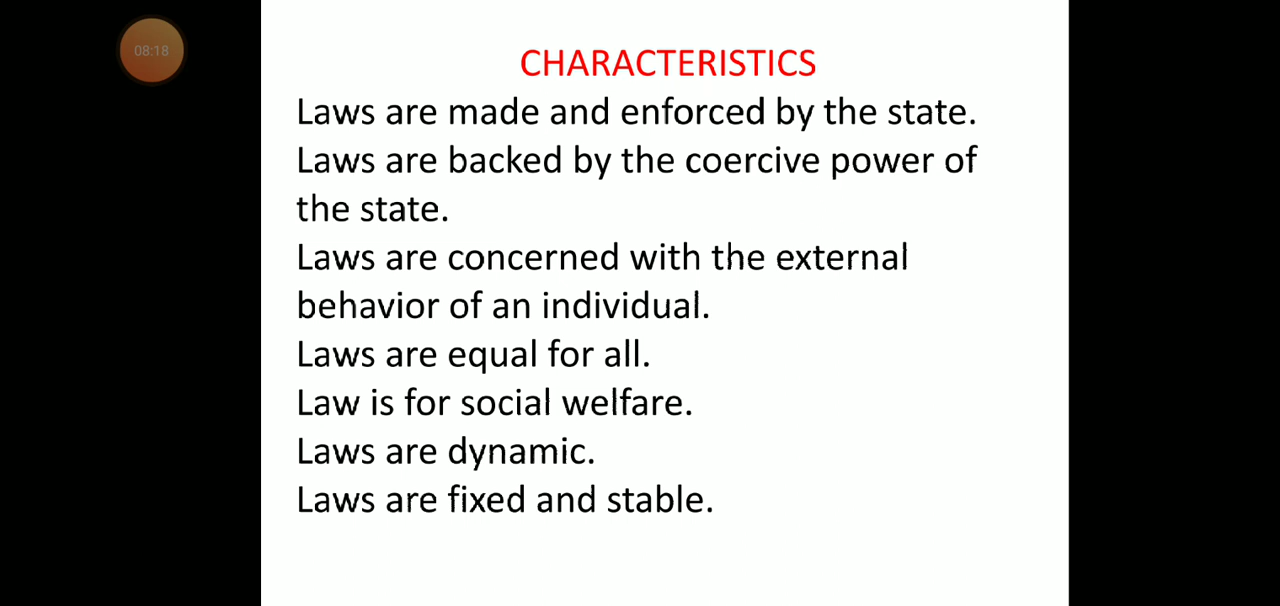 08:18
CHARACTERISTICS
Laws are made and enforced by the state.
Laws are backed by the coercive power of
the state.
Laws are concerned with the external
behavior of an individual.
Laws are equal for all.
Law is for social welfare.
Laws are dynamic.
Laws are fixed and stable.